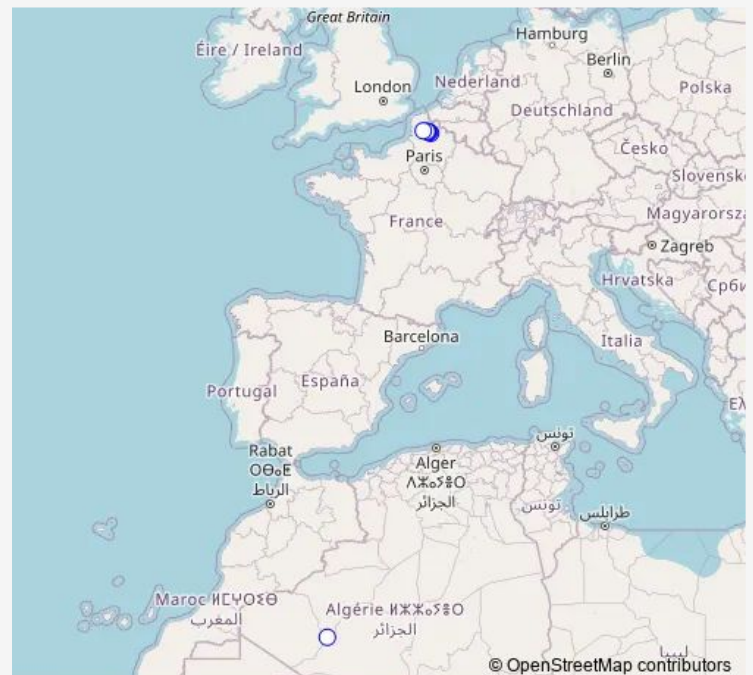 Great Britain
Éire / Ireland
Hamburg
Berlin
London
Nederland
Polska
Deutschland
Paris
Česko
Slovensk
France
Magyarorsza
Zagreb
Hrvatska
Срби
Barcelona
Italia
Portugal
España
Rabat
ⵔⴱⴰⵟ
الرباط
Alger
الجزائر
تونس
تونس
طرابلس
Maroc ⵍⵎⵖⵔⵉⴱ
المغرب
Algérie ⵍⵣⵣⴰⵢⴻⵔ
الجزائر
ليبيا
© OpenStreetMap contributors